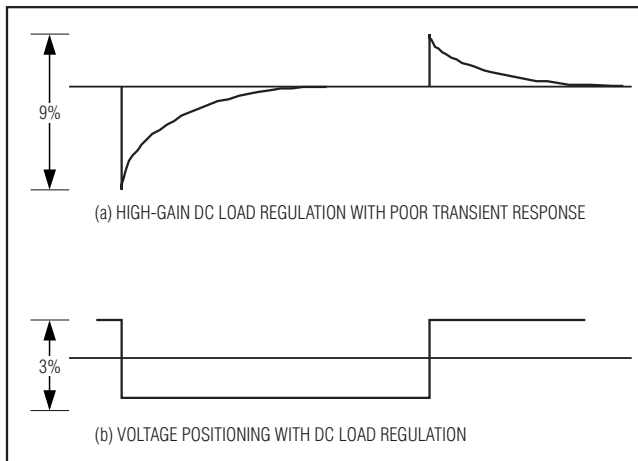 9%
(a) HIGH-GAIN DC LOAD REGULATION WITH POOR TRANSIENT RESPONSE
3%
(b) VOLTAGE POSITIONING WITH DC LOAD REGULATION